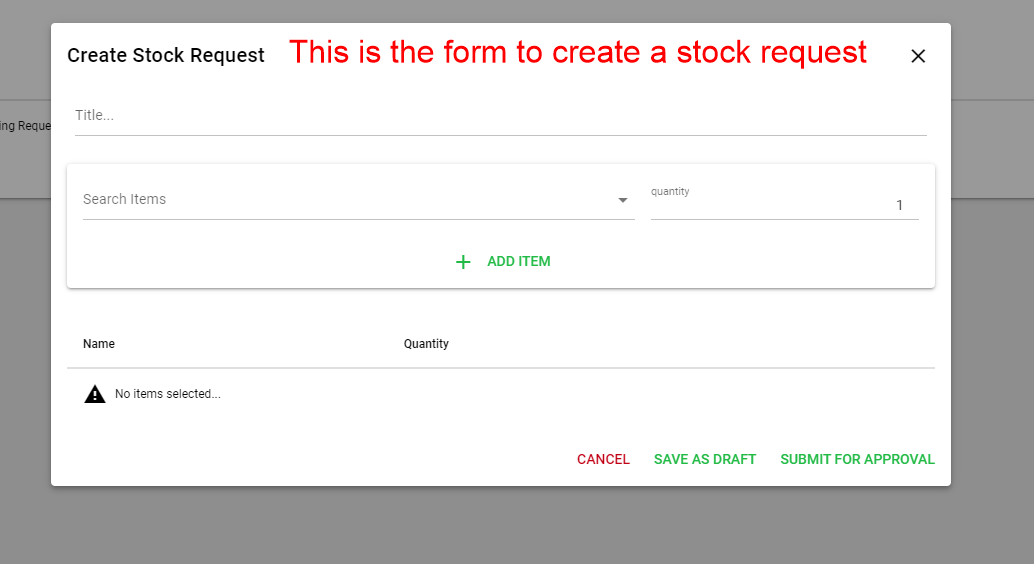 Create Stock Request This is the form to create a stock request
Title...
ing Reque
Search Items
quantity
1
ADD ITEM
Name Quantity
No items selected...
CANCEL SAVE AS DRAFT SUBMIT FOR APPROVAL